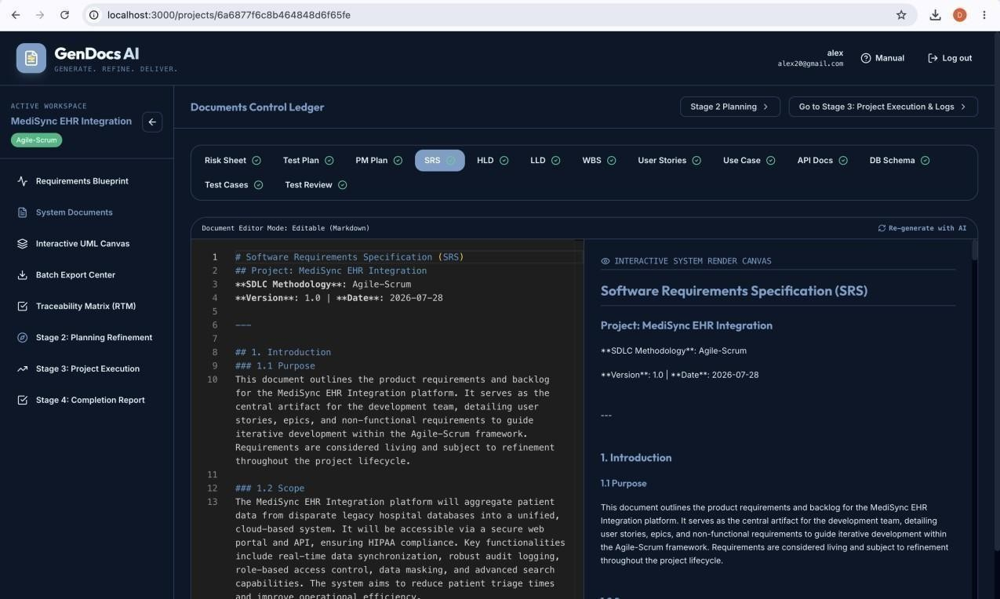 localhost:3000/projects/6a6877f6c8b464848d6f65fe
D
GenDocs AI
GENERATE. REFINE. DELIVER.
alex
alex20@gmail.com
Manual
Log out
ACTIVE WORKSPACE
MediSync EHR Integration
Agile-Scrum
Requirements Blueprint
System Documents
Interactive UML Canvas
Batch Export Center
Traceability Matrix (RTM)
Stage 2: Planning Refinement
Stage 3: Project Execution
Stage 4: Completion Report
Documents Control Ledger
Stage 2 Planning
Go to Stage 3: Project Execution & Logs
Risk Sheet
Test Plan
PM Plan
SRS
HLD
LLD
WBS
User Stories
Use Case
API Docs
DB Schema
Test Cases
Test Review
Document Editor Mode: Editable (Markdown)
Re-generate with AI
1 # Software Requirements Specification (SRS)
2 ## Project: MediSync EHR Integration
3 **SDLC Methodology**: Agile-Scrum
4 **Version**: 1.0 | **Date**: 2026-07-28
5
6 ---
7
8 ## 1. Introduction
9 ### 1.1 Purpose
10 This document outlines the product requirements and backlog
for the MediSync EHR Integration platform. It serves as the
central artifact for the development team, detailing user
stories, epics, and non-functional requirements to guide
iterative development within the Agile-Scrum framework.
Requirements are considered living and subject to refinement
throughout the project lifecycle.
11
12 ### 1.2 Scope
13 The MediSync EHR Integration platform will aggregate patient
data from disparate legacy hospital databases into a unified,
cloud-based system. It will be accessible via a secure web
portal and API, ensuring HIPAA compliance. Key functionalities
include real-time data synchronization, robust audit logging,
role-based access control, data masking, and advanced search
capabilities. The system aims to reduce patient triage times
and improve operational efficiency.
INTERACTIVE SYSTEM RENDER CANVAS
Software Requirements Specification (SRS)
Project: MediSync EHR Integration
**SDLC Methodology**: Agile-Scrum
**Version**: 1.0 | **Date**: 2026-07-28
---
1. Introduction
1.1 Purpose
This document outlines the product requirements and backlog for the MediSync EHR
Integration platform. It serves as the central artifact for the development team, detailing
user stories, epics, and non-functional requirements to guide iterative development within
the Agile-Scrum framework. Requirements are considered living and subject to refinement
throughout the project lifecycle.